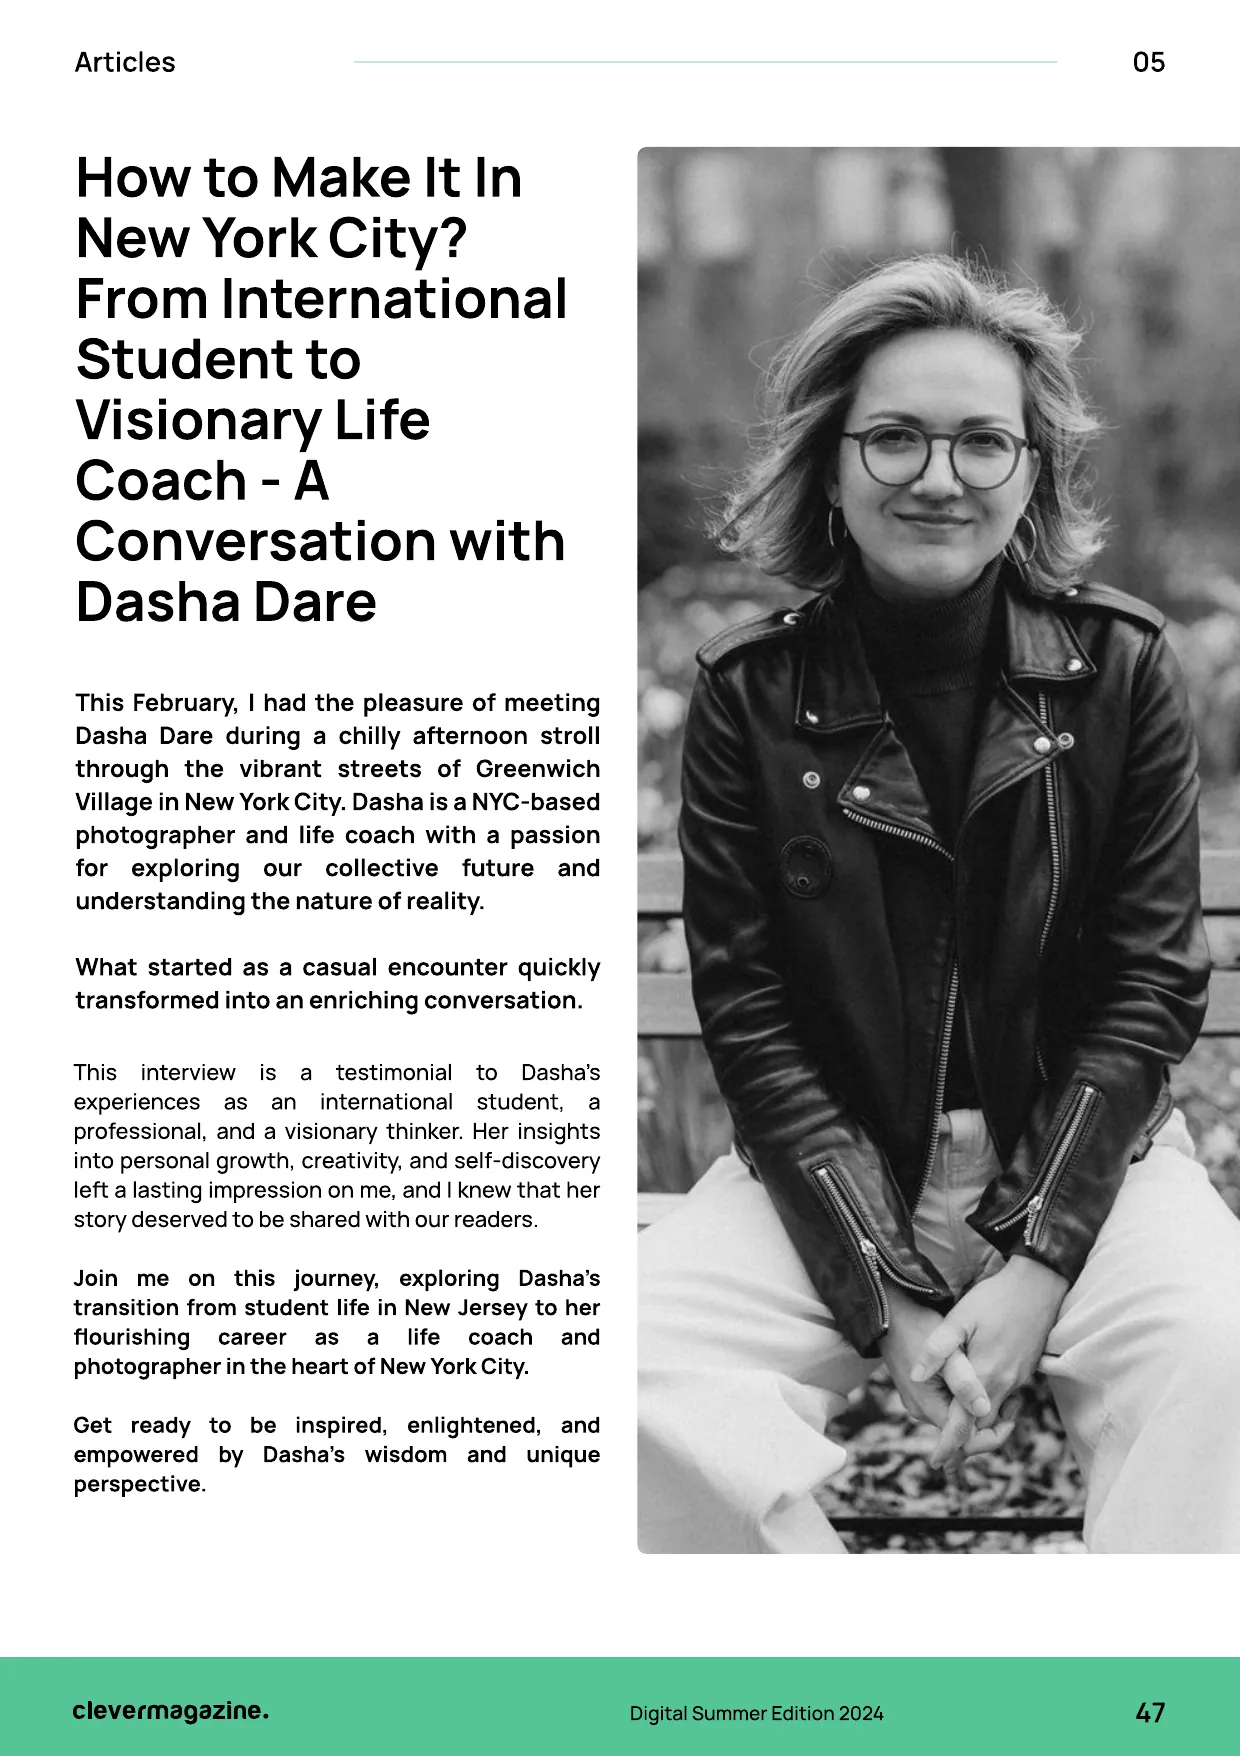 Articles
05
How to Make It In
New York City?
From International
Student to
Visionary Life
Coach - A
Conversation with
Dasha Dare
This February, I had the pleasure of meeting
Dasha Dare during a chilly afternoon stroll
through the vibrant streets of Greenwich
Village in New York City. Dasha is a NYC-based
photographer and life coach with a passion
for exploring our collective future and
understanding the nature of reality.
What started as a casual encounter quickly
transformed into an enriching conversation.
This interview is a testimonial to Dasha's
experiences as an international student, a
professional, and a visionary thinker. Her insights
into personal growth, creativity, and self-discovery
left a lasting impression on me, and I knew that her
story deserved to be shared with our readers.
Join me on this journey, exploring Dasha's
transition from student life in New Jersey to her
flourishing career as a life coach and
photographer in the heart of New York City.
Get ready to be inspired, enlightened, and
empowered by Dasha's wisdom and unique
perspective.
clevermagazine.
Digital Summer Edition 2024
47